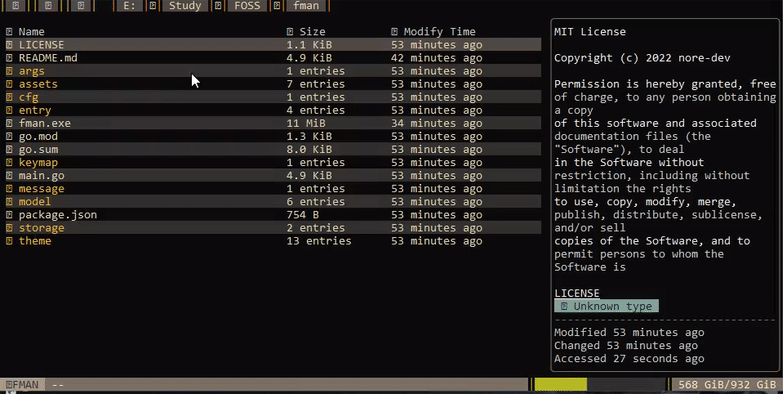 E: Study FOSS fman
Name Size Modify Time
LICENSE 1.1 KiB 53 minutes ago
README.md 4.9 KiB 42 minutes ago
args 1 entries 53 minutes ago
assets 7 entries 53 minutes ago
cfg 1 entries 53 minutes ago
entry 4 entries 53 minutes ago
fman.exe 11 MiB 34 minutes ago
go.mod 1.3 KiB 53 minutes ago
go.sum 8.0 KiB 53 minutes ago
keymap 1 entries 53 minutes ago
main.go 4.9 KiB 53 minutes ago
message 1 entries 53 minutes ago
model 6 entries 53 minutes ago
package.json 754 B 53 minutes ago
storage 2 entries 53 minutes ago
theme 13 entries 53 minutes ago
MIT License
Copyright (c) 2022 nore-dev
Permission is hereby granted, free
of charge, to any person obtaining
a copy
of this software and associated
documentation files (the
"Software"), to deal
in the Software without
restriction, including without
limitation the rights
to use, copy, modify, merge,
publish, distribute, sublicense,
and/or sell
copies of the Software, and to
permit persons to whom the
Software is
LICENSE
Unknown type
Modified 53 minutes ago
Changed 53 minutes ago
Accessed 27 seconds ago
FMAN -- 568 GiB/932 GiB